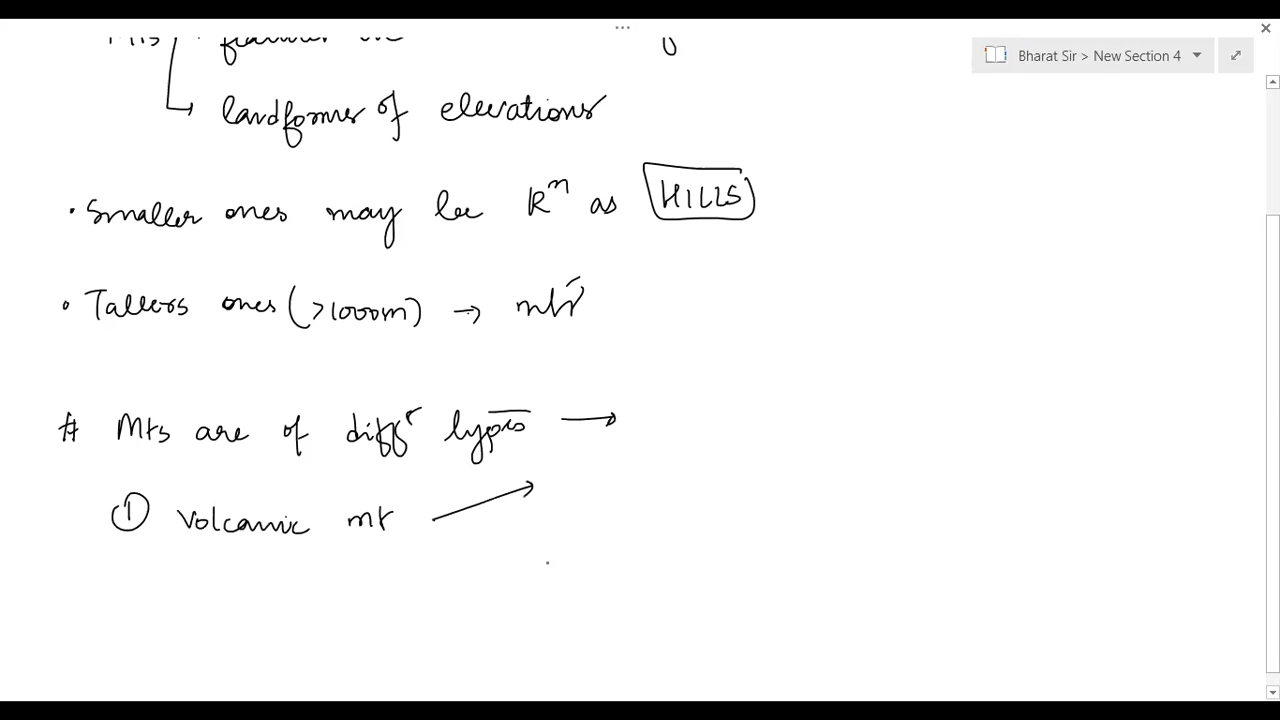 Bharat Sir > New Section 4
Mts
landforms of elevations
• Smaller ones may be Kⁿ as HILLS
• Tallers ones (>1000m) →
# Mts are of diffʳ types →
① Volcanic mt